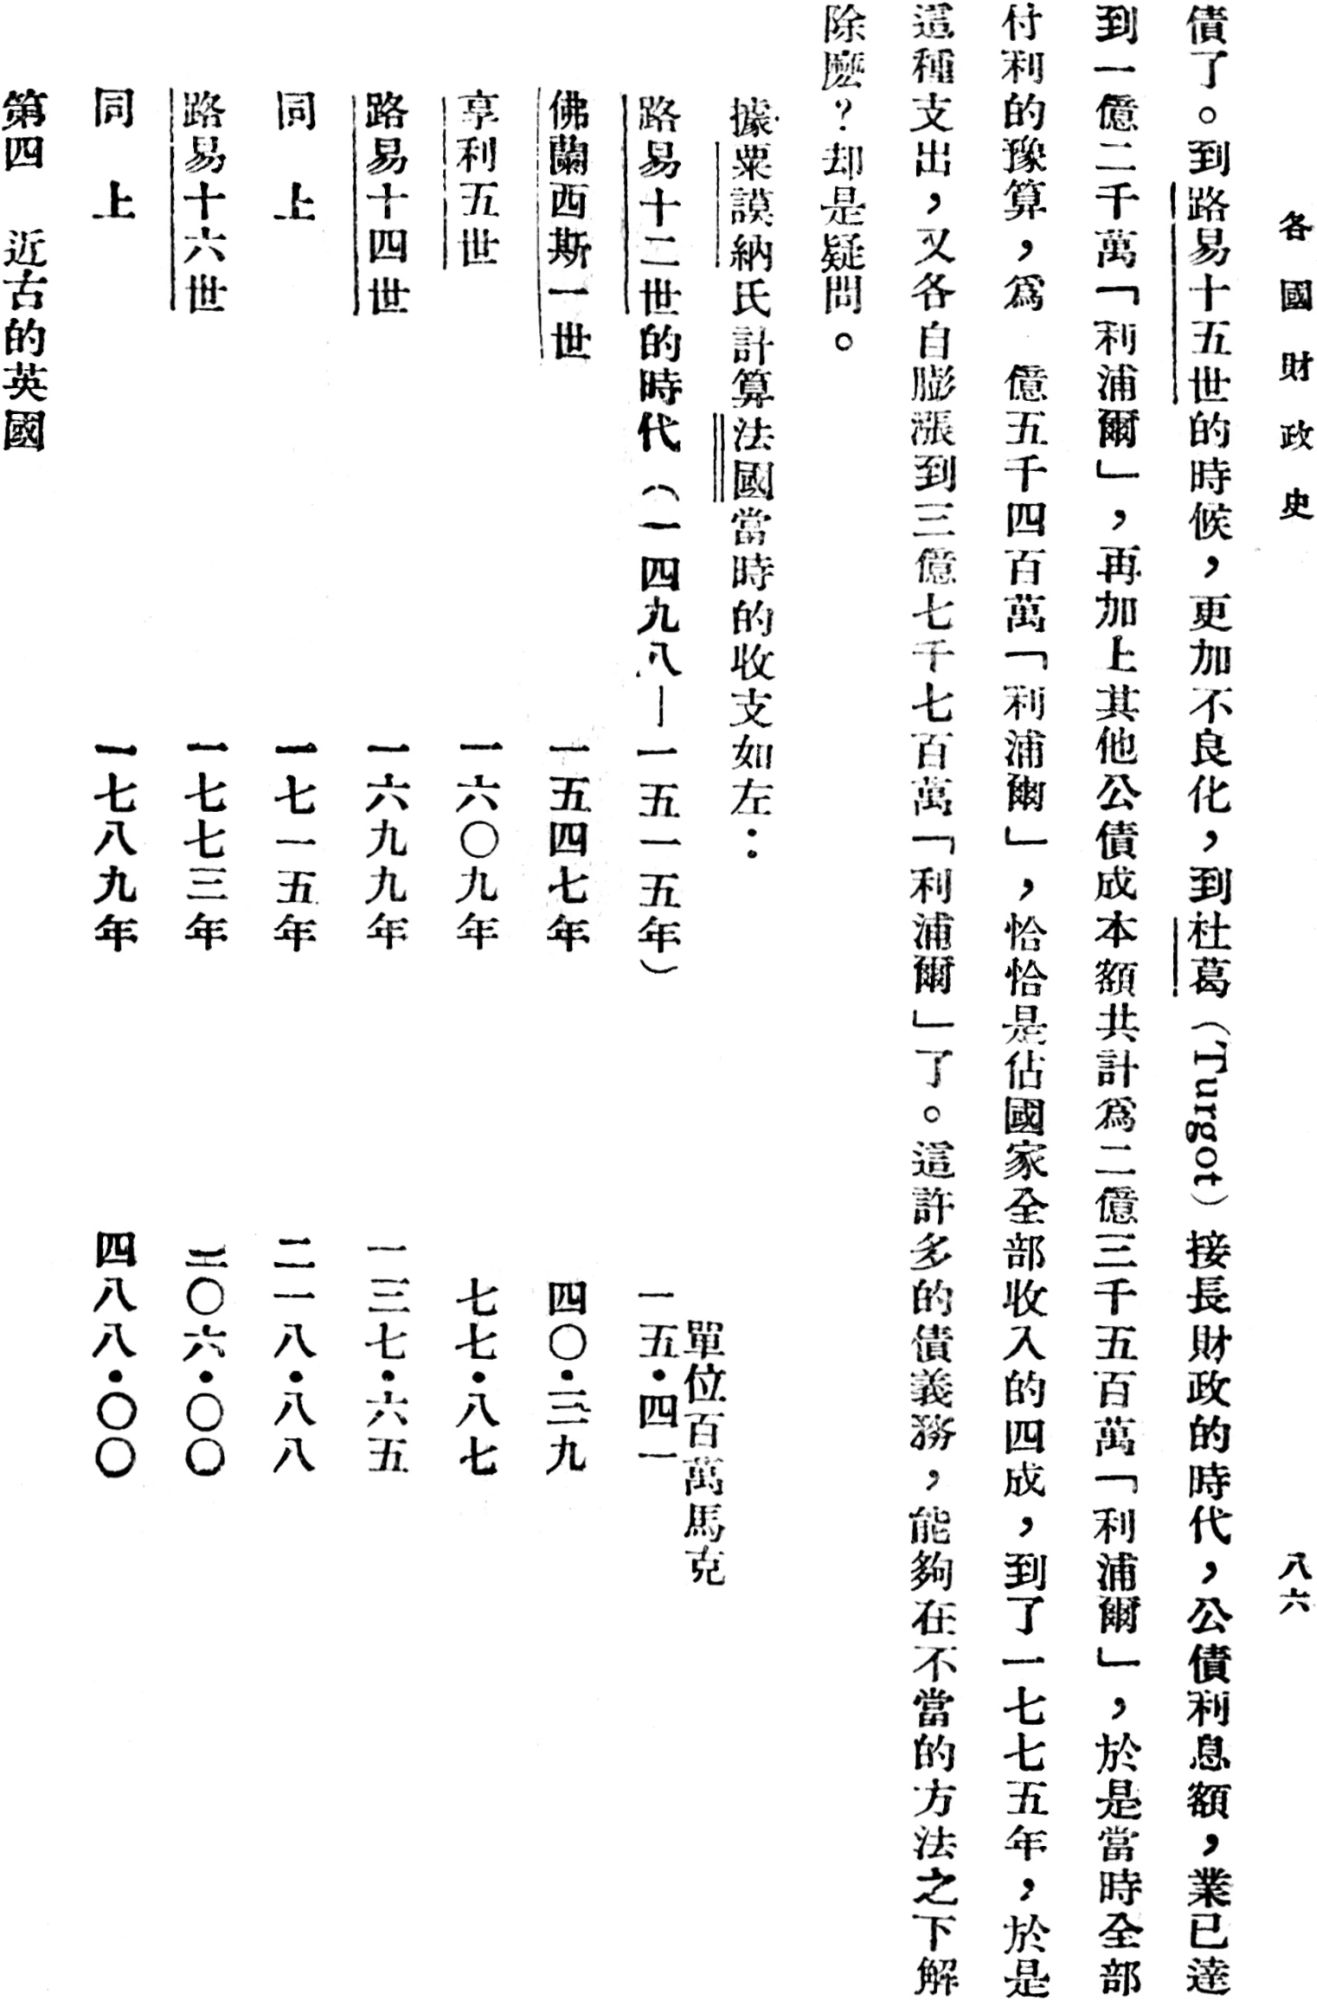 各國財政史
八六
債了。到路易十五世的時候，更加不良化，到杜葛（Turgot）接長財政的時代，公債利息額，業已達
到一億二千萬「利浦爾」，再加上其他公債成本額共計爲二億三千五百萬「利浦爾」，於是當時全部
付利的豫算，爲　億五千四百萬「利浦爾」，恰恰是佔國家全部收入的四成，到了一七七五年，於是
這種支出，又各自膨漲到三億七千七百萬「利浦爾」了。這許多的債義務，能夠在不當的方法之下解
除麽？却是疑問。
據粟謨納氏計算法國當時的收支如左：
單位百萬馬克
路易十二世的時代（一四九八—一五一五年）　一五・四一
佛蘭西斯一世　一五四七年　四〇・三九
享利五世　一六〇九年　七七・八七
路易十四世　一六九九年　一三七・六五
同上　一七一五年　二一八・八八
路易十六世　一七七三年　三〇六・〇〇
同上　一七八九年　四八八・〇〇
第四　近古的英國